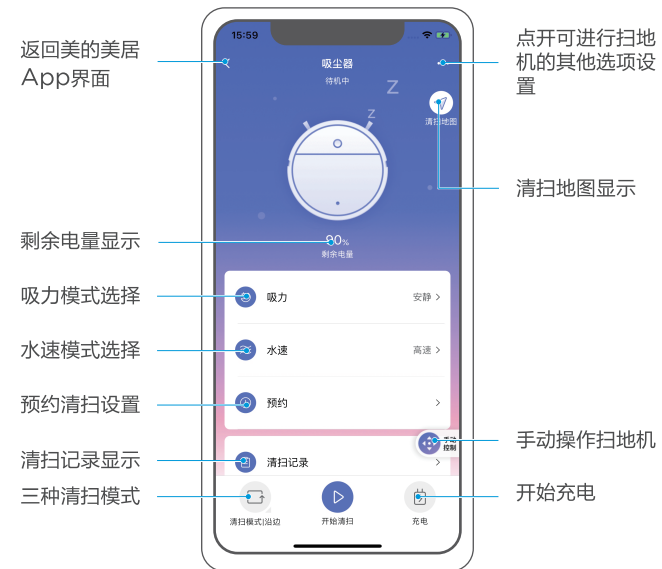 返回美的美居
App界面
剩余电量显示
吸力模式选择
水速模式选择
预约清扫设置
清扫记录显示
三种清扫模式
15:59
吸尘器
待机中
Z
Z
清扫地图
90%
剩余电量
吸力
安静
水速
高速
预约
手动
控制
清扫记录
清扫模式|沿边
开始清扫
充电
点开可进行扫地
机的其他选项设
置
清扫地图显示
手动操作扫地机
开始充电